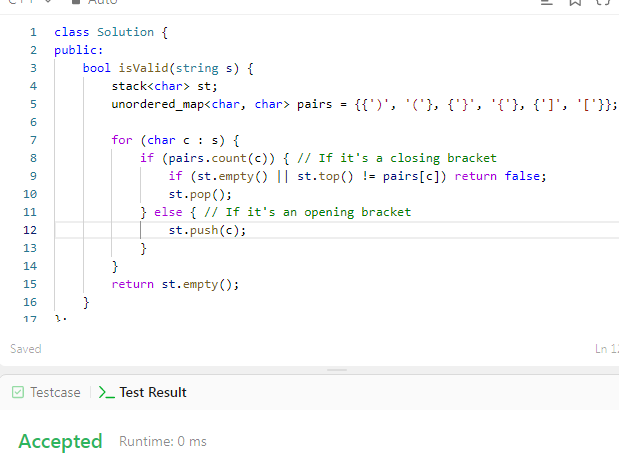 C++ Auto
1 class Solution {
2 public:
3 bool isValid(string s) {
4 stack<char> st;
5 unordered_map<char, char> pairs = {{')', '('}, {'}', '{'}, {']', '['}};
6
7 for (char c : s) {
8 if (pairs.count(c)) { // If it's a closing bracket
9 if (st.empty() || st.top() != pairs[c]) return false;
10 st.pop();
11 } else { // If it's an opening bracket
12 st.push(c);
13 }
14 }
15 return st.empty();
16 }
17 };
Saved Ln 12
Testcase Test Result
Accepted Runtime: 0 ms